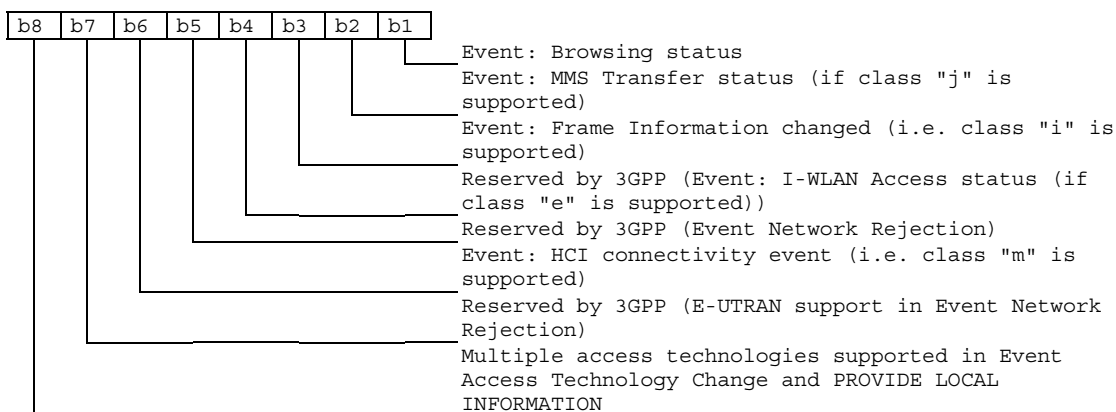 b8 b7 b6 b5 b4 b3 b2 b1
Event: Browsing status
Event: MMS Transfer status (if class "j" is
supported)
Event: Frame Information changed (i.e. class "i" is
supported)
Reserved by 3GPP (Event: I-WLAN Access status (if
class "e" is supported))
Reserved by 3GPP (Event Network Rejection)
Event: HCI connectivity event (i.e. class "m" is
supported)
Reserved by 3GPP (E-UTRAN support in Event Network
Rejection)
Multiple access technologies supported in Event
Access Technology Change and PROVIDE LOCAL
INFORMATION